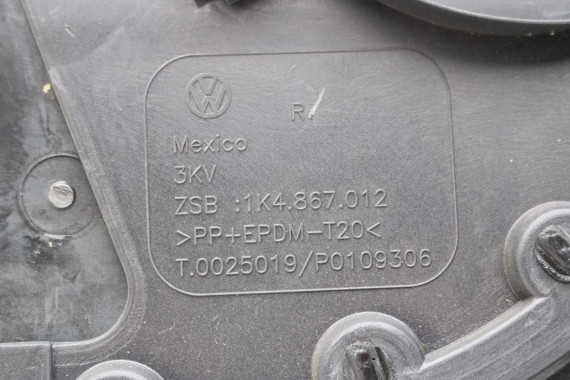 R/
Mexico
3KV
ZSB :1K4.867.012
>PP+EPDM-T20<
T.0025019/P0109306